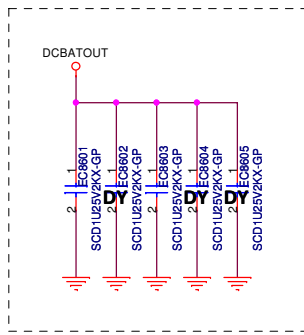 DCBATOUT
1
2
EC8601
SCD1U25V2KX-GP
1
2
DY
EC8602
SCD1U25V2KX-GP
1
2
EC8603
SCD1U25V2KX-GP
1
2
DY
EC8604
SCD1U25V2KX-GP
1
2
DY
EC8605
SCD1U25V2KX-GP